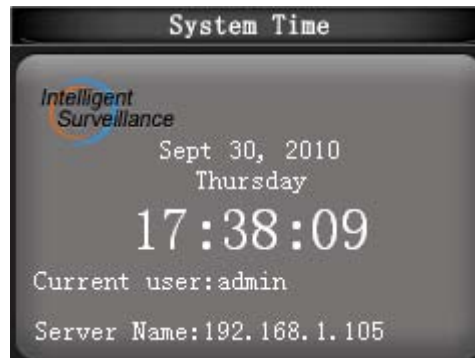 System Time
Intelligent
Surveillance
Sept 30, 2010
Thursday
17:38:09
Current user:admin
Server Name:192.168.1.105